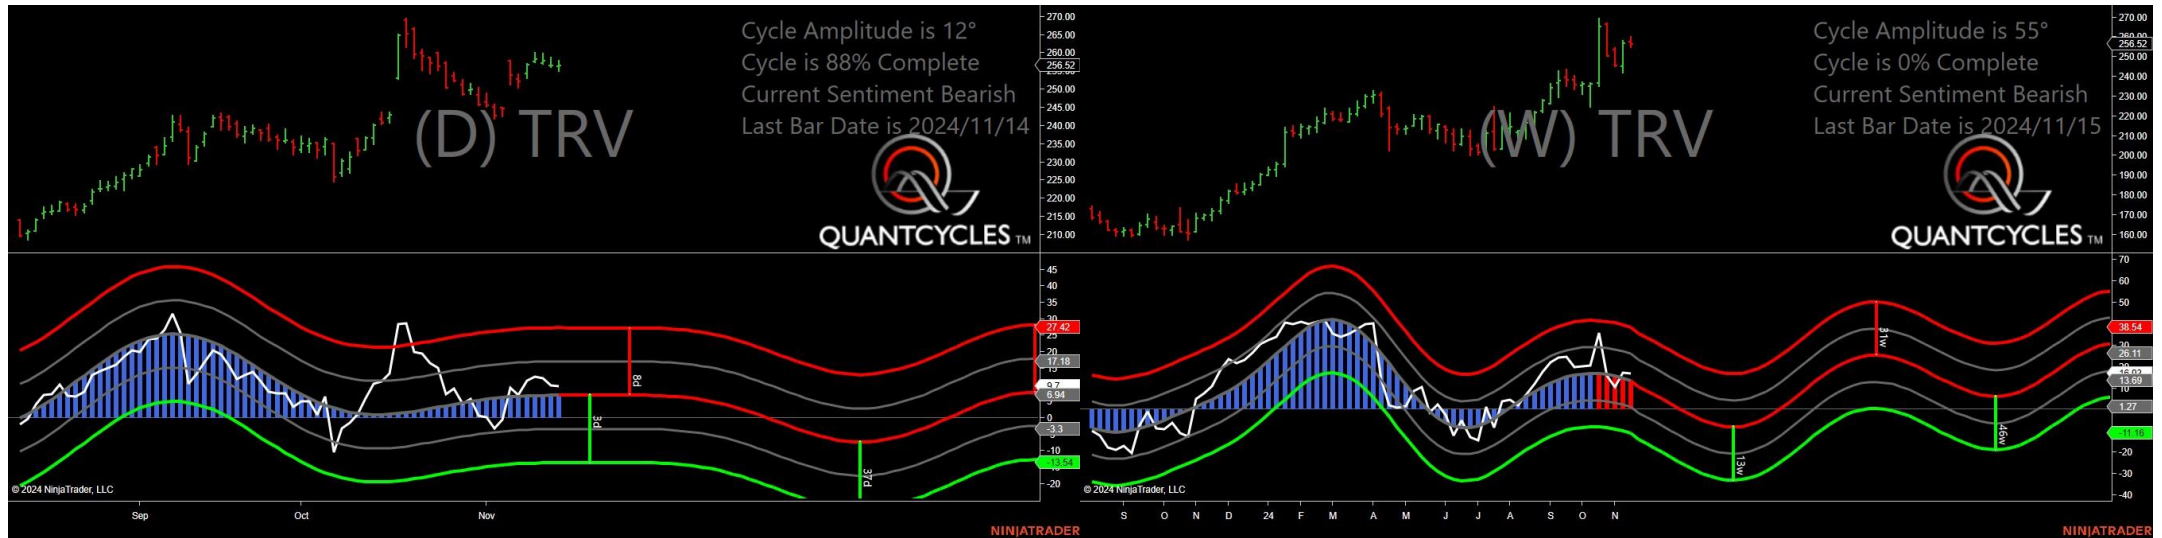 Cycle Amplitude is 12°
Cycle is 88% Complete
Current Sentiment Bearish
Last Bar Date is 2024/11/14
(D) TRV
QUANTCYCLES TM
270.00
265.00
260.00
256.52
250.00
245.00
240.00
235.00
230.00
225.00
220.00
215.00
210.00
8d
3d
37d
45
40
35
30
27.42
25
20
17.18
15
9.7
6.94
0
-3.3
-10
-13.54
-20
© 2024 NinjaTrader, LLC
Sep
Oct
Nov
NINJATRADER
Cycle Amplitude is 55°
Cycle is 0% Complete
Current Sentiment Bearish
Last Bar Date is 2024/11/15
(W) TRV
QUANTCYCLES TM
270.00
256.52
250.00
240.00
230.00
220.00
210.00
200.00
190.00
180.00
170.00
160.00
31w
13w
46w
70
60
50
38.54
30
26.11
13.69
10
1.27
-11.16
-20
-30
-40
© 2024 NinjaTrader, LLC
S
O
N
D
24
F
M
A
M
J
J
A
S
O
N
NINJATRADER